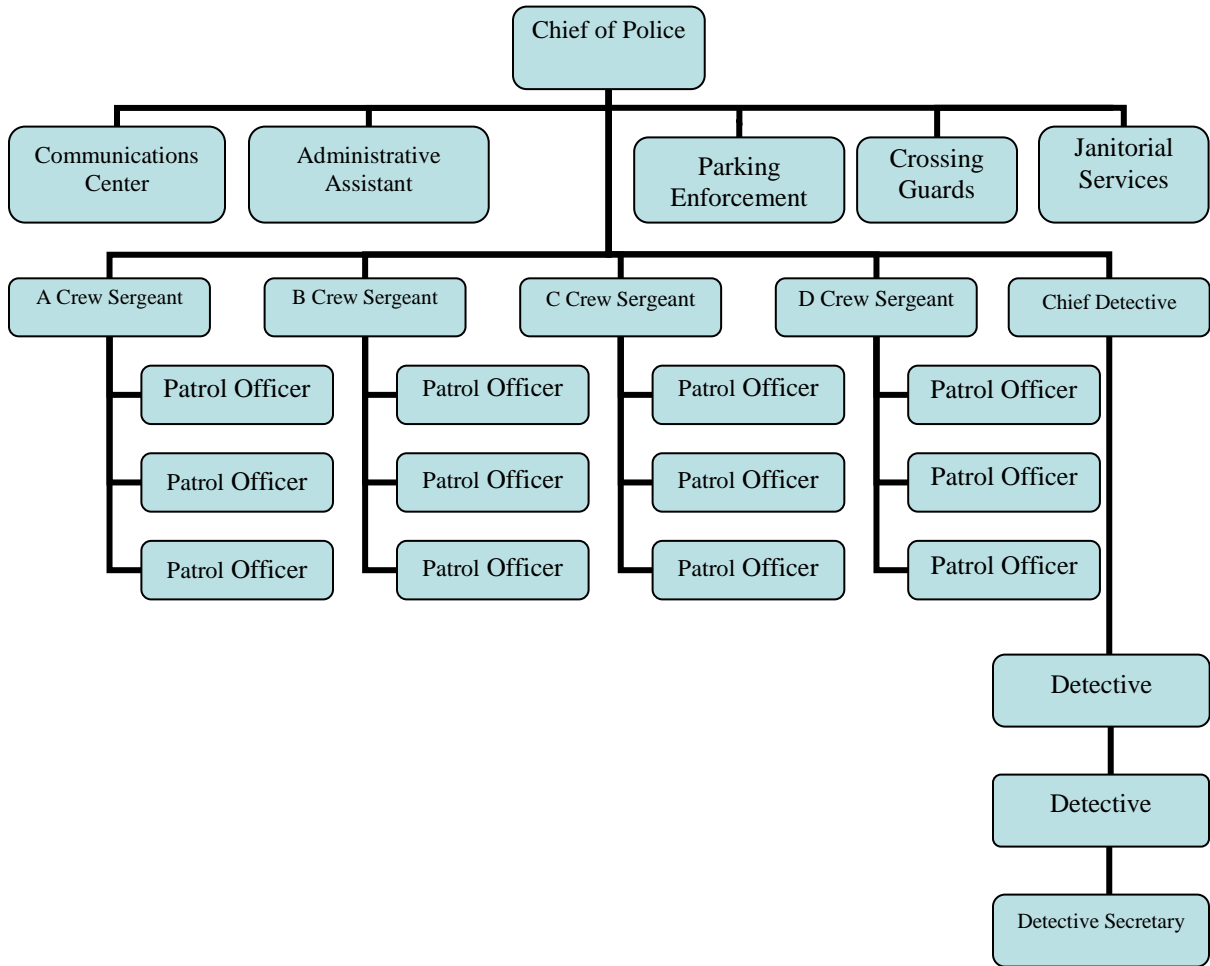 Chief of Police
Communications
Center
Administrative
Assistant
Parking
Enforcement
Crossing
Guards
Janitorial
Services
A Crew Sergeant
B Crew Sergeant
C Crew Sergeant
D Crew Sergeant
Chief Detective
Patrol Officer
Patrol Officer
Patrol Officer
Patrol Officer
Patrol Officer
Patrol Officer
Patrol Officer
Patrol Officer
Patrol Officer
Patrol Officer
Patrol Officer
Patrol Officer
Detective
Detective
Detective Secretary